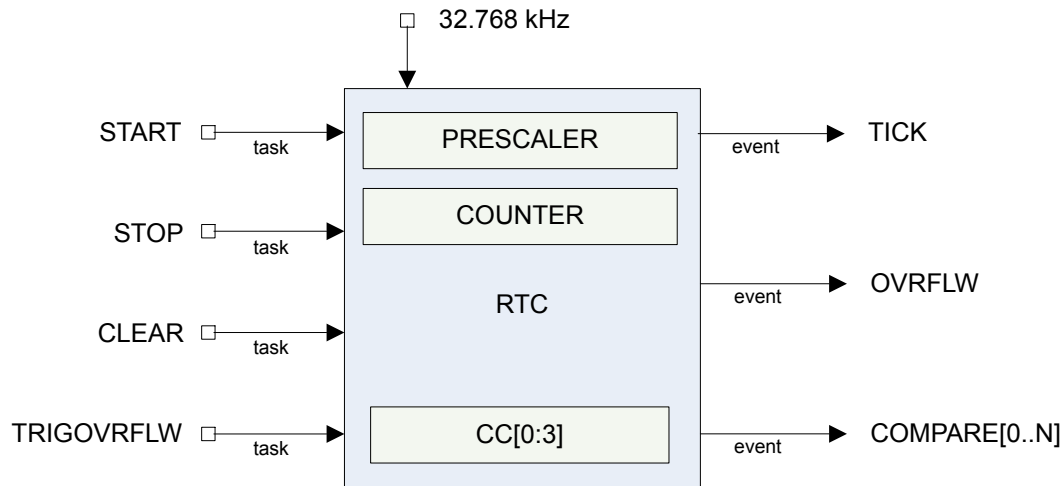 32.768 kHz
START
task
PRESCALER
event
TICK
STOP
task
COUNTER
RTC
event
OVRFLW
CLEAR
task
TRIGOVRFLW
task
CC[0:3]
event
COMPARE[0..N]